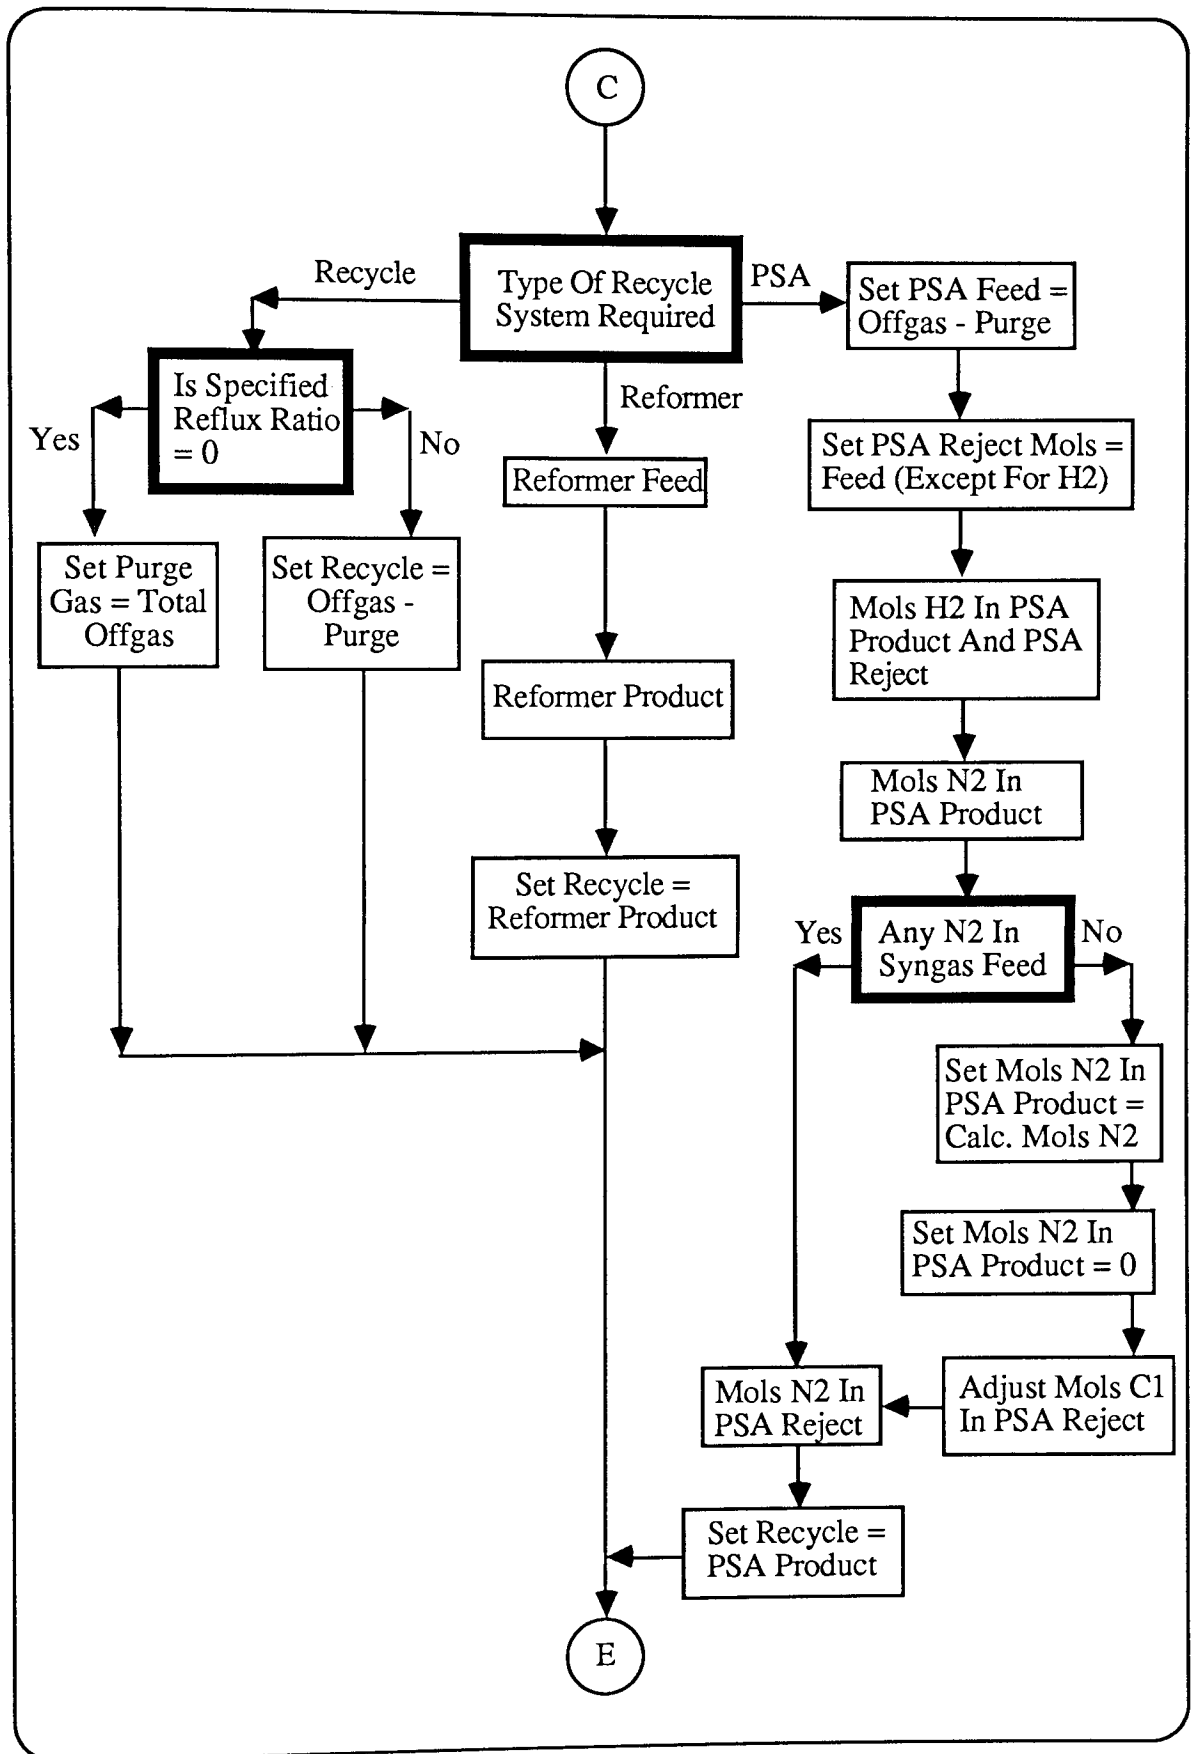 C
Recycle
Type Of Recycle
System Required
PSA
Set PSA Feed =
Offgas - Purge
Is Specified
Reflux Ratio
= 0
Yes
No
Reformer
Set PSA Reject Mols =
Feed (Except For H2)
Reformer Feed
Set Purge
Gas = Total
Offgas
Set Recycle =
Offgas -
Purge
Mols H2 In PSA
Product And PSA
Reject
Reformer Product
Mols N2 In
PSA Product
Set Recycle =
Reformer Product
Yes
Any N2 In
Syngas Feed
No
Set Mols N2 In
PSA Product =
Calc. Mols N2
Set Mols N2 In
PSA Product = 0
Mols N2 In
PSA Reject
Adjust Mols C1
In PSA Reject
Set Recycle =
PSA Product
E